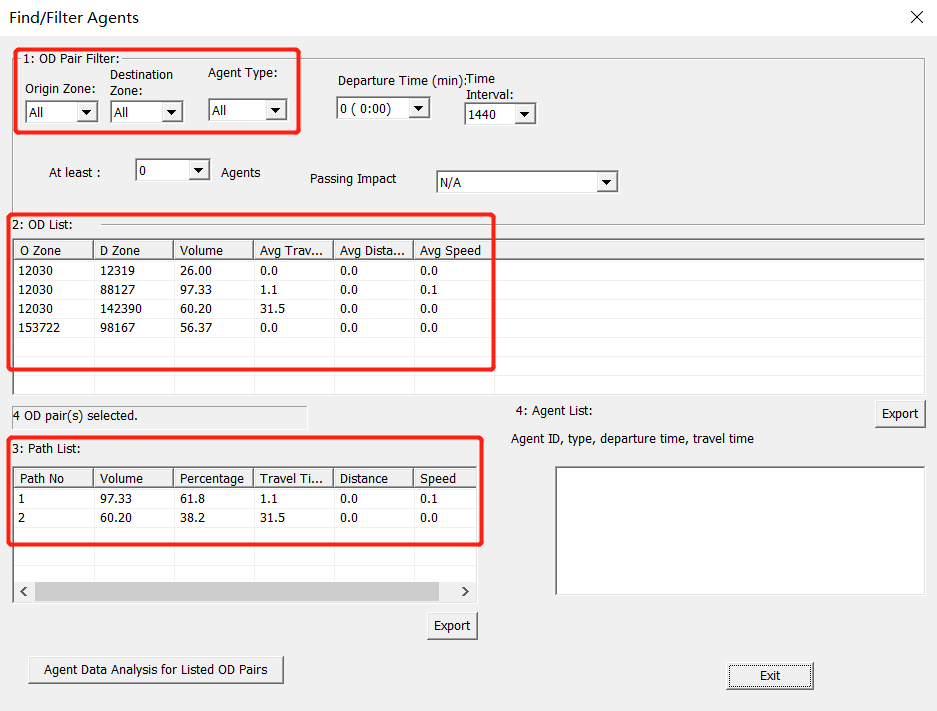 Find/Filter Agents
1: OD Pair Filter:
Origin Zone:
Destination
Zone:
Agent Type:
Departure Time (min):
Time
Interval:
All
All
All
0 ( 0:00)
1440
At least :
0
Agents
Passing Impact
N/A
2: OD List:
O Zone D Zone Volume Avg Trav... Avg Dista... Avg Speed
12030 12319 26.00 0.0 0.0 0.0
12030 88127 97.33 1.1 0.0 0.1
12030 142390 60.20 31.5 0.0 0.0
153722 98167 56.37 0.0 0.0 0.0
4 OD pair(s) selected.
4: Agent List:
Export
Agent ID, type, departure time, travel time
3: Path List:
Path No Volume Percentage Travel Ti... Distance Speed
1 97.33 61.8 1.1 0.0 0.1
2 60.20 38.2 31.5 0.0 0.0
Export
Agent Data Analysis for Listed OD Pairs
Exit